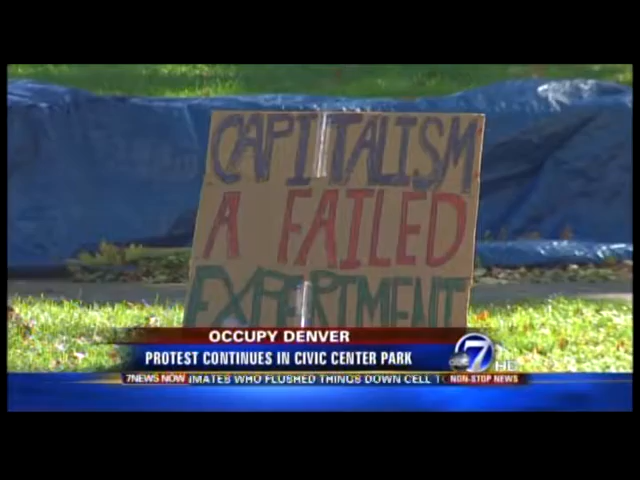 CAPITALISM
A FAILED
EXPERIMENT
OCCUPY DENVER
PROTEST CONTINUES IN CIVIC CENTER PARK
7 HD
7NEWS NOW MATES WHO FLUSHED THINGS DOWN CELL NON-STOP NEWS